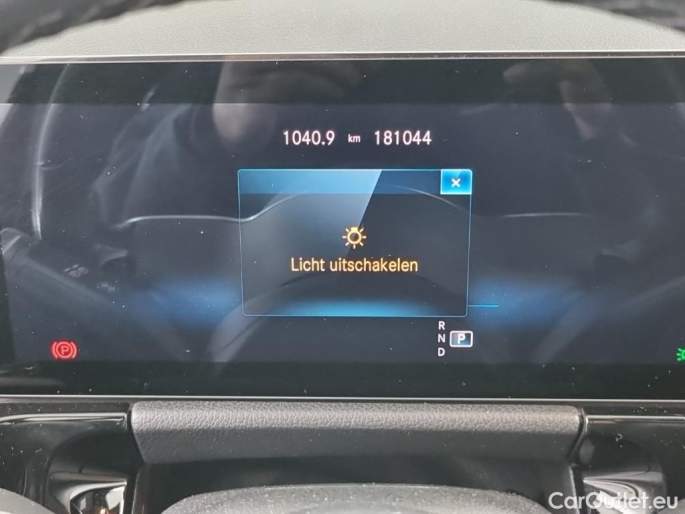 1040.9 km 181044
×
Licht uitschakelen
R
N P
D
(P)
CarOutlet.eu